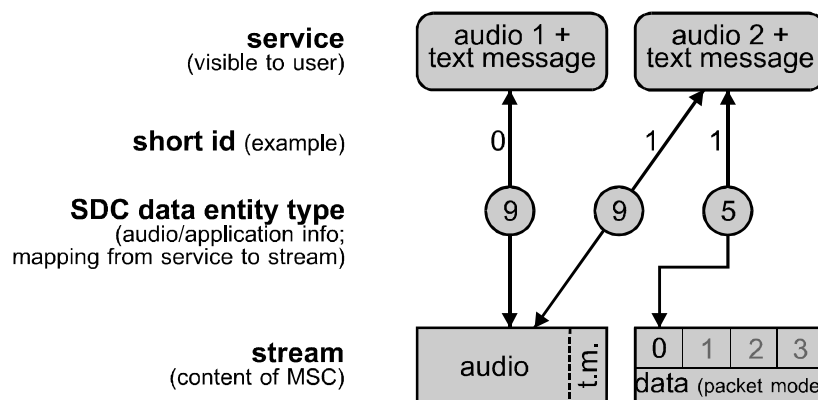 service
(visible to user)
audio 1 +
text message
audio 2 +
text message
short id (example)
0
1
1
SDC data entity type
(audio/application info;
mapping from service to stream)
9
9
5
stream
(content of MSC)
audio
t.m.
0 1 2 3
data (packet mode